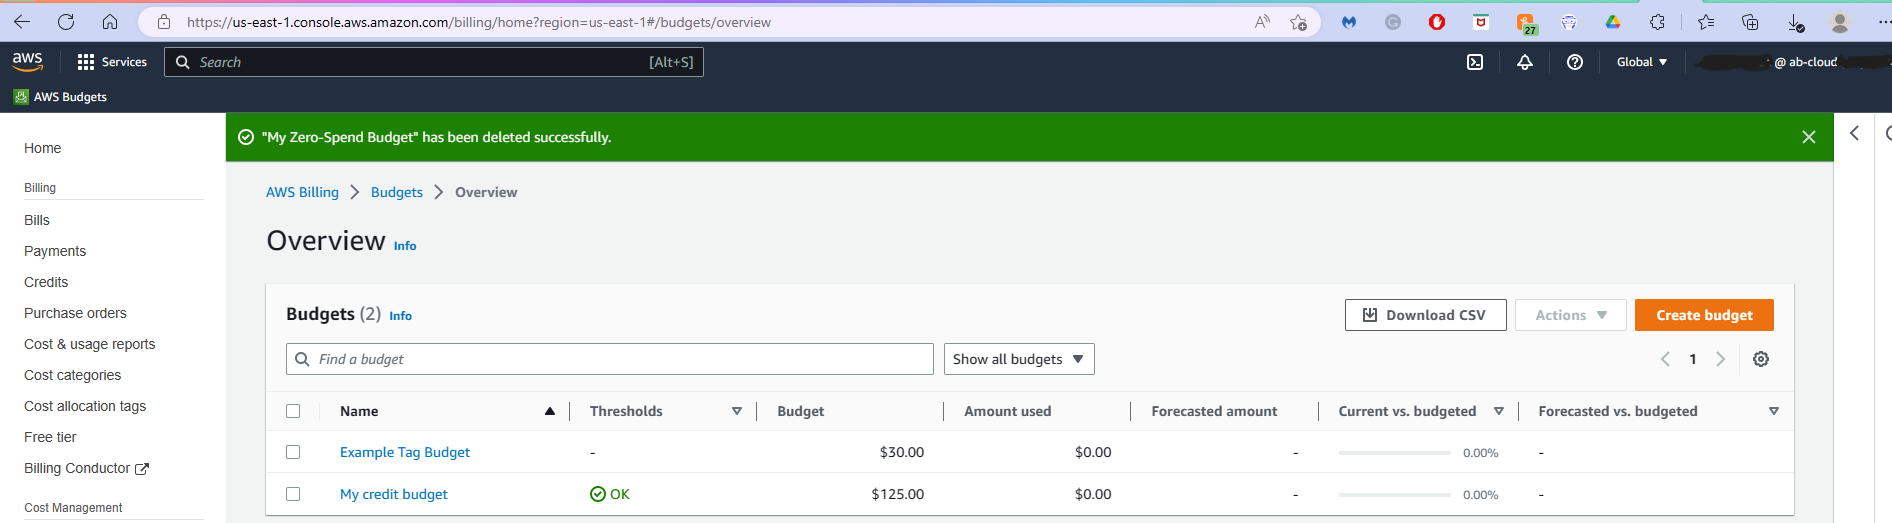 https://us-east-1.console.aws.amazon.com/billing/home?region=us-east-1#/budgets/overview
27
aws Services Search [Alt+S] Global @ ab-cloud
AWS Budgets
"My Zero-Spend Budget" has been deleted successfully.
Home
Billing
Bills
Payments
Credits
Purchase orders
Cost & usage reports
Cost categories
Cost allocation tags
Free tier
Billing Conductor
Cost Management
AWS Billing Budgets Overview
Overview Info
Budgets (2) Info
Download CSV Actions Create budget
Find a budget Show all budgets 1
Name Thresholds Budget Amount used Forecasted amount Current vs. budgeted Forecasted vs. budgeted
Example Tag Budget - $30.00 $0.00 - 0.00% -
My credit budget OK $125.00 $0.00 - 0.00% -